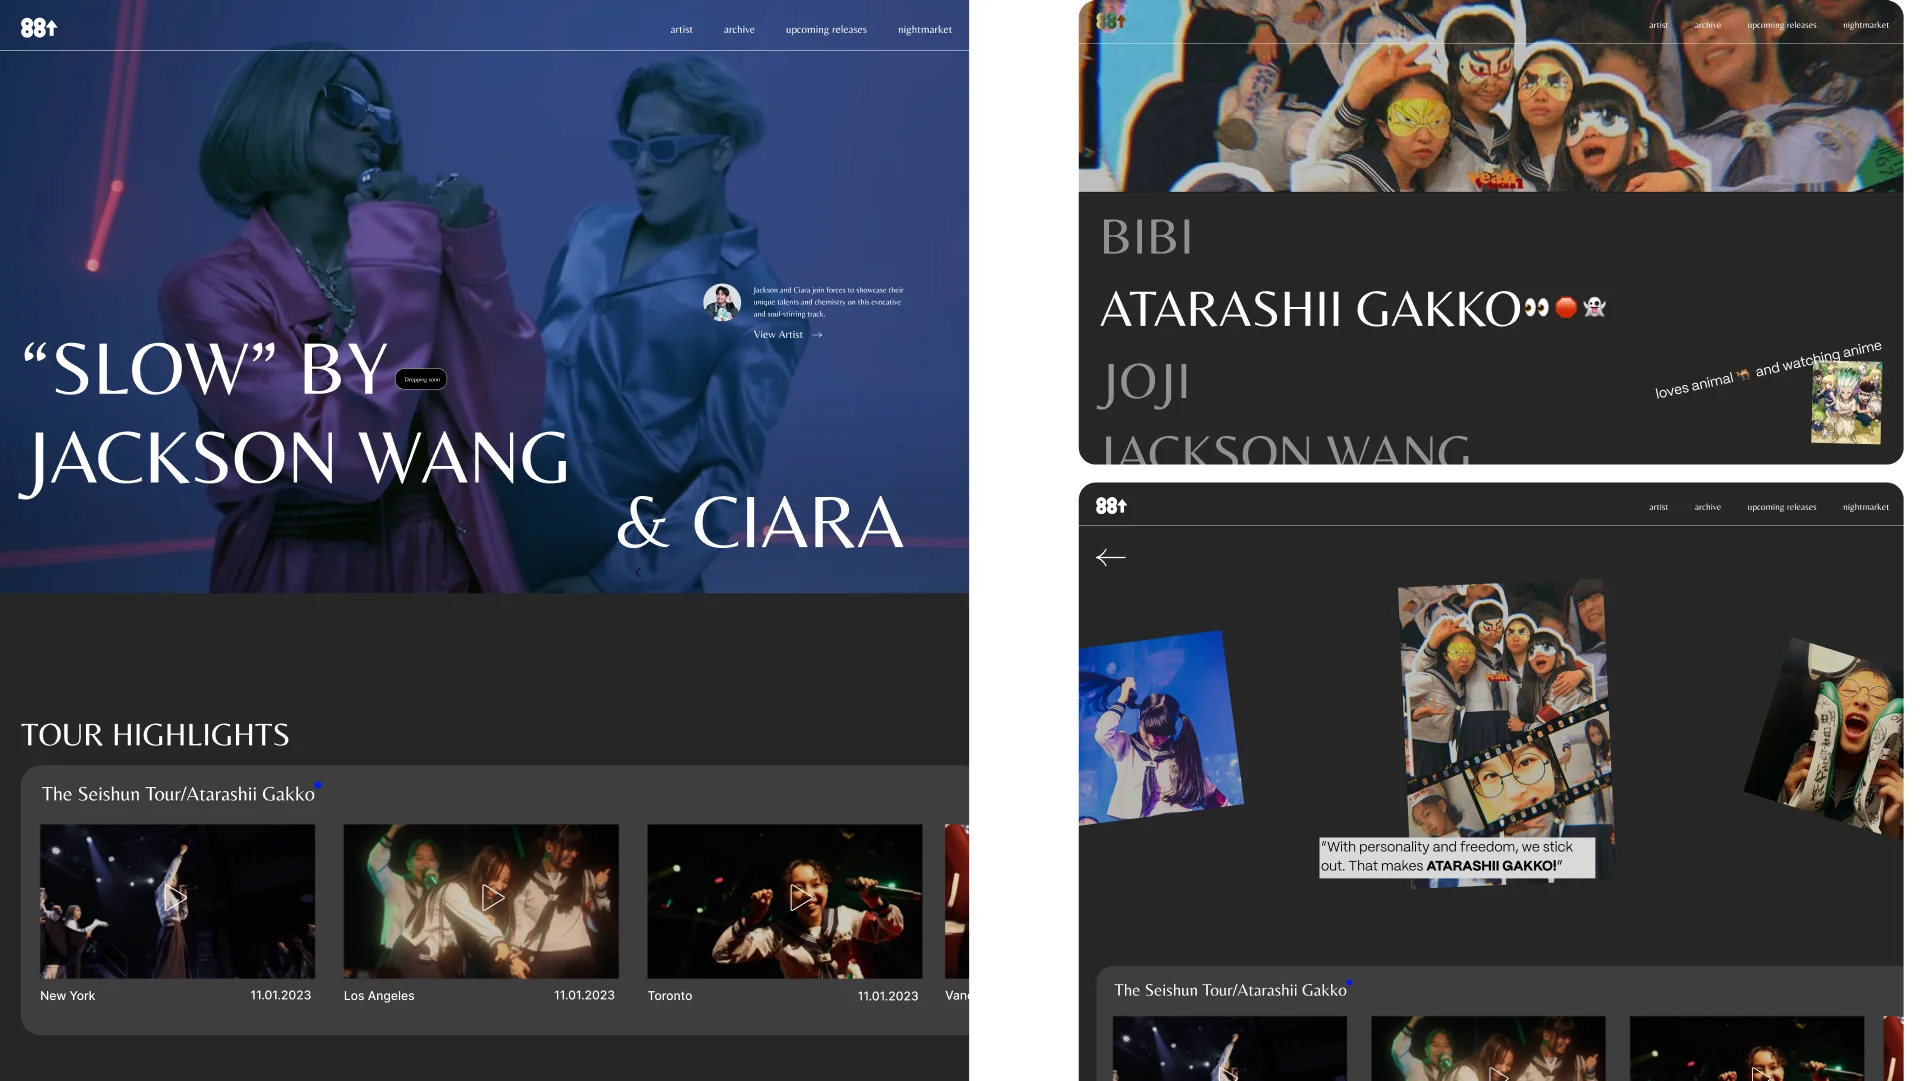 88↑
artist archive upcoming releases nightmarket
Jackson and Ciara join forces to showcase their
unique talents and chemistry on this evocative
and soul-stirring track.
View Artist →
“SLOW” BY
Dropping soon
JACKSON WANG
& CIARA
TOUR HIGHLIGHTS
The Seishun Tour/Atarashii Gakko
New York 11.01.2023
Los Angeles 11.01.2023
Toronto 11.01.2023
Vanc
88↑
artist archive upcoming releases nightmarket
yeah
BIBI
ATARASHII GAKKO👀🛑👻
JOJI
loves animal 🐪 and watching anime
JACKSON WANG
88↑
artist archive upcoming releases nightmarket
←
yeah
“With personality and freedom, we stick
out. That makes ATARASHII GAKKO!”
The Seishun Tour/Atarashii Gakko